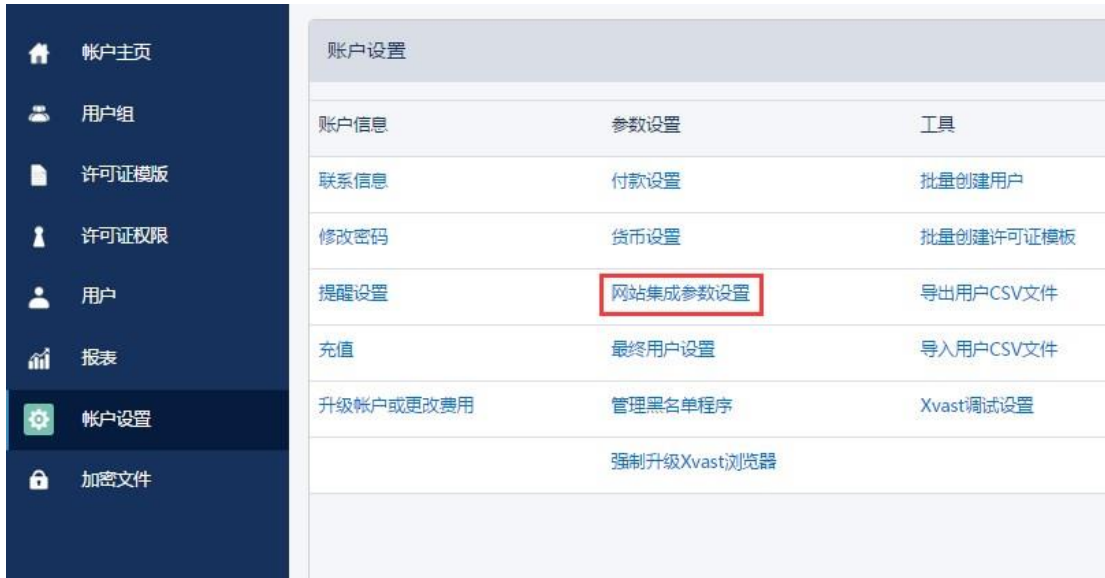 帐户主页
用户组
许可证模版
许可证权限
用户
报表
帐户设置
加密文件
账户设置
账户信息 参数设置 工具
联系信息 付款设置 批量创建用户
修改密码 货币设置 批量创建许可证模板
提醒设置 网站集成参数设置 导出用户CSV文件
充值 最终用户设置 导入用户CSV文件
升级帐户或更改费用 管理黑名单程序 Xvast调试设置
强制升级Xvast浏览器